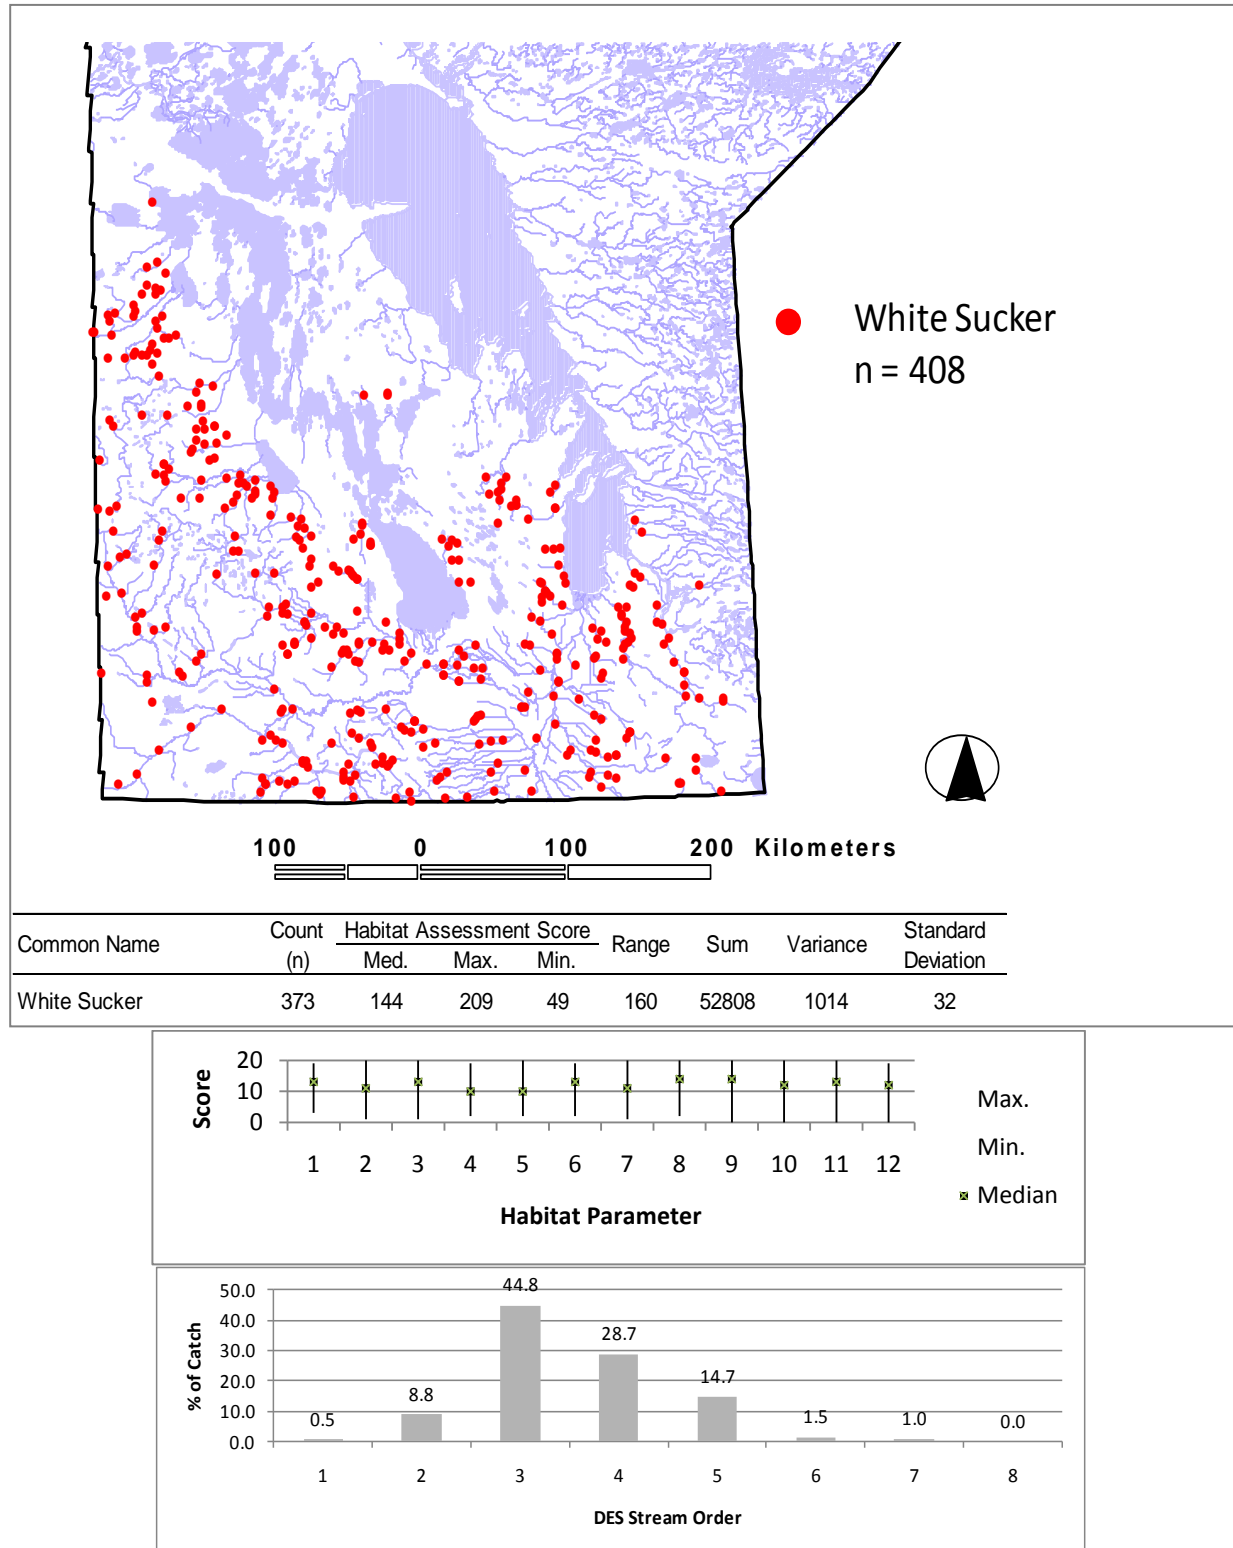 White Sucker
n = 408
100 0 100 200 Kilometers
Common Name Count (n) Habitat Assessment Score Med. Max. Min. Range Sum Variance Standard Deviation
White Sucker 373 144 209 49 160 52808 1014 32
Score
20
10
0
1 2 3 4 5 6 7 8 9 10 11 12
Habitat Parameter
Max.
Min.
Median
% of Catch
50.0
40.0
30.0
20.0
10.0
0.0
0.5 8.8 44.8 28.7 14.7 1.5 1.0 0.0
1 2 3 4 5 6 7 8
DES Stream Order